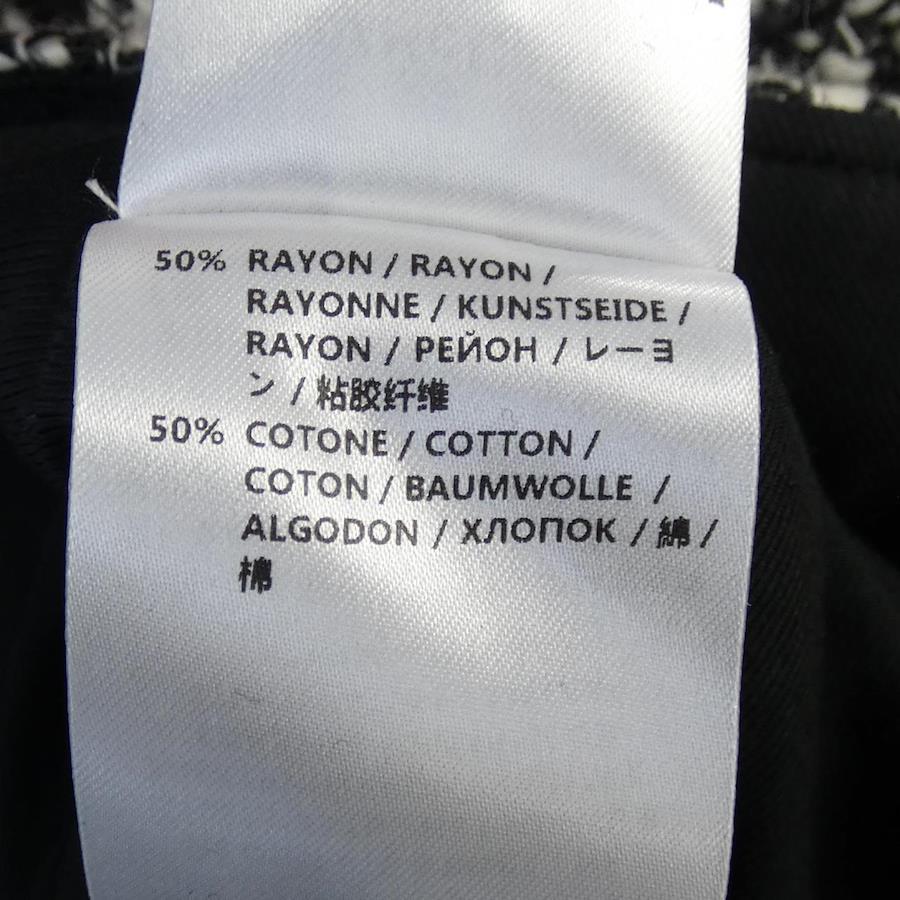 50% RAYON / RAYON /
RAYONNE / KUNSTSEIDE /
RAYON / РЕЙОН / レーヨ
ン / 粘胶纤维
50% COTONE / COTTON /
COTON / BAUMWOLLE /
ALGODON / ХЛОПОК / 綿 /
棉